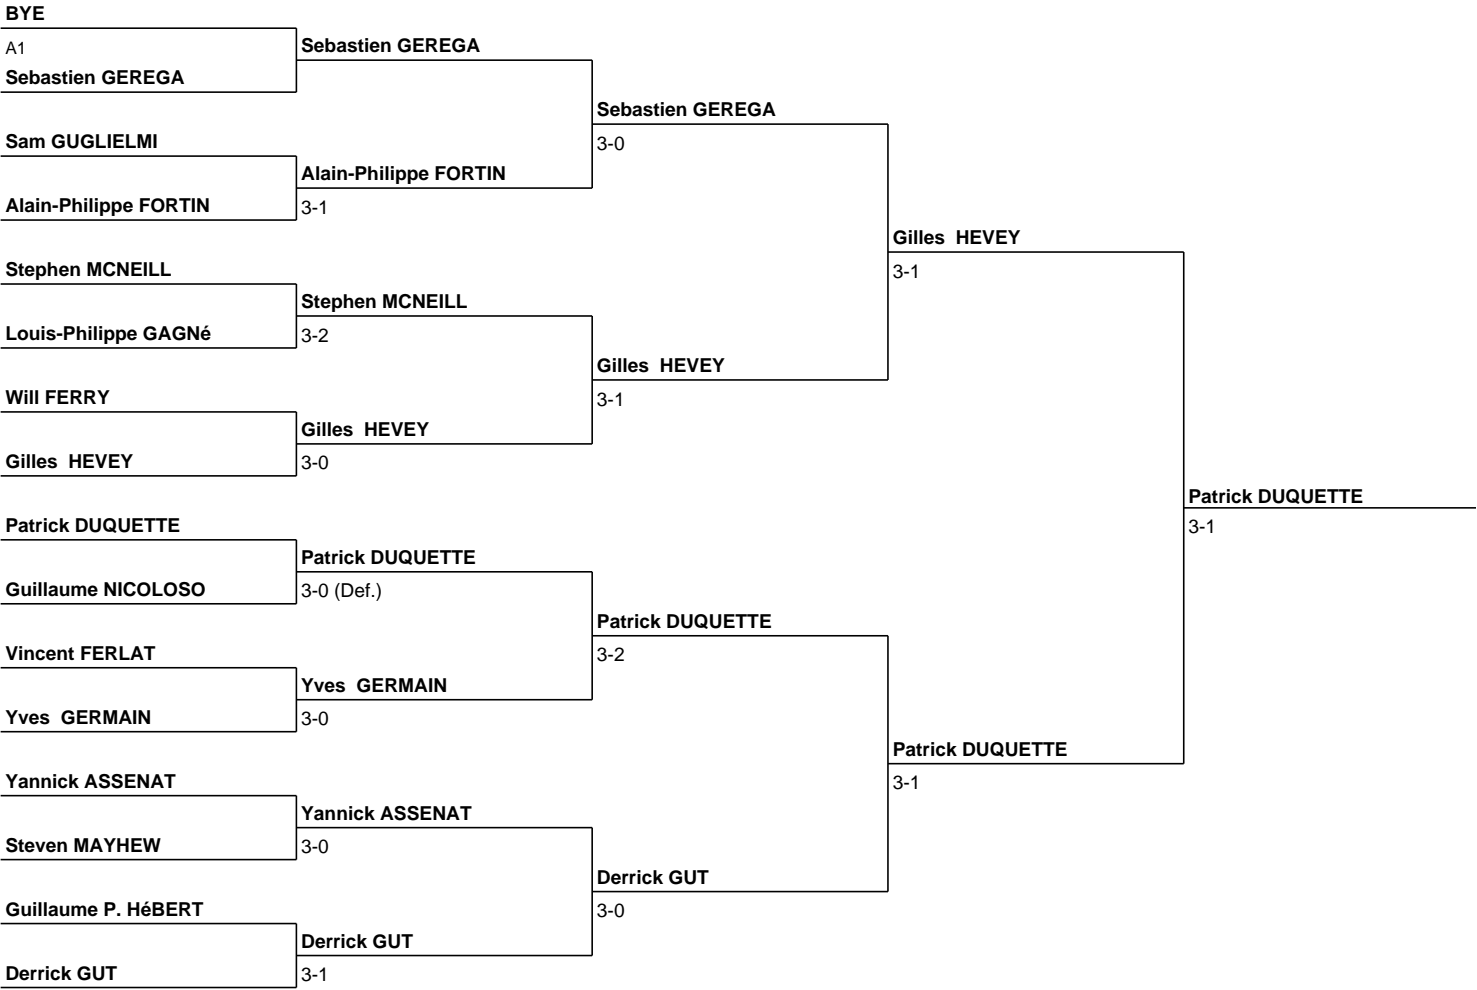 BYE
A1
Sebastien GEREGA
Sam GUGLIELMI
Alain-Philippe FORTIN
Stephen MCNEILL
Louis-Philippe GAGNé
Will FERRY
Gilles HEVEY
Patrick DUQUETTE
Guillaume NICOLOSO
Vincent FERLAT
Yves GERMAIN
Yannick ASSENAT
Steven MAYHEW
Guillaume P. HéBERT
Derrick GUT
Sebastien GEREGA
Alain-Philippe FORTIN
3-1
Stephen MCNEILL
3-2
Gilles HEVEY
3-0
Patrick DUQUETTE
3-0 (Def.)
Yves GERMAIN
3-0
Yannick ASSENAT
3-0
Derrick GUT
3-1
Sebastien GEREGA
3-0
Gilles HEVEY
3-1
Patrick DUQUETTE
3-2
Derrick GUT
3-0
Gilles HEVEY
3-1
Patrick DUQUETTE
3-1
Patrick DUQUETTE
3-1